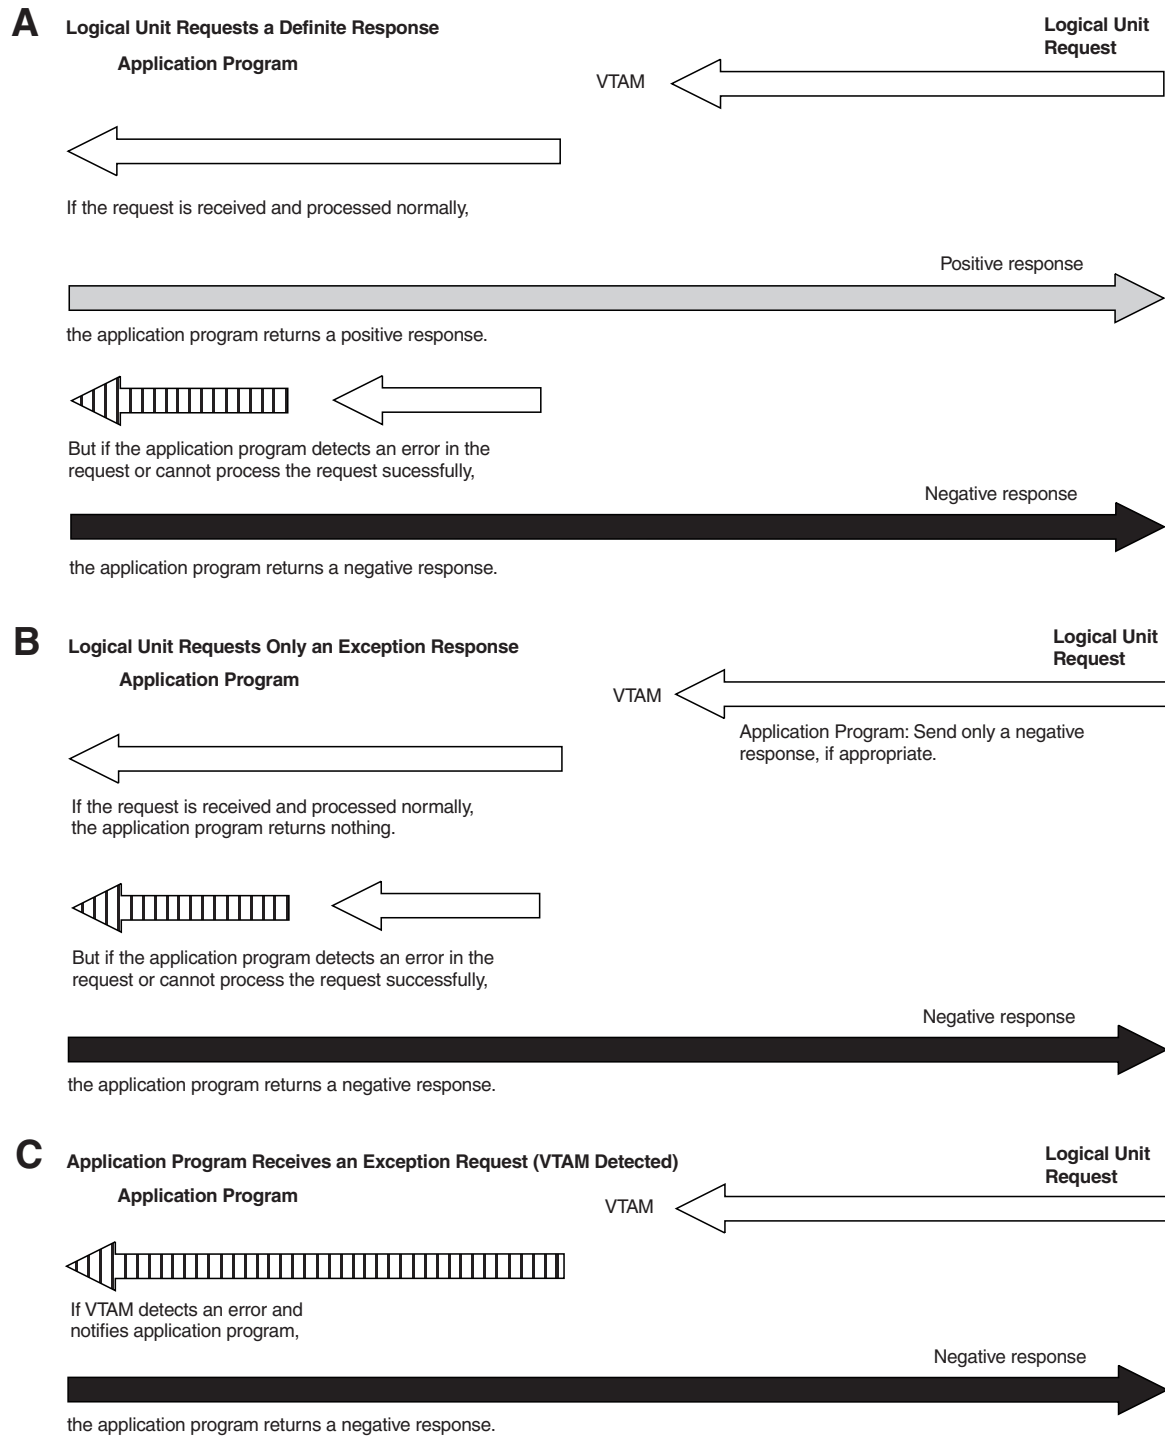 A Logical Unit Requests a Definite Response
Logical Unit
Request
Application Program
VTAM
If the request is received and processed normally,
Positive response
the application program returns a positive response.
But if the application program detects an error in the
request or cannot process the request sucessfully,
Negative response
the application program returns a negative response.
B Logical Unit Requests Only an Exception Response
Logical Unit
Request
Application Program
VTAM
Application Program: Send only a negative
response, if appropriate.
If the request is received and processed normally,
the application program returns nothing.
But if the application program detects an error in the
request or cannot process the request successfully,
Negative response
the application program returns a negative response.
C Application Program Receives an Exception Request (VTAM Detected)
Logical Unit
Request
Application Program
VTAM
If VTAM detects an error and
notifies application program,
Negative response
the application program returns a negative response.